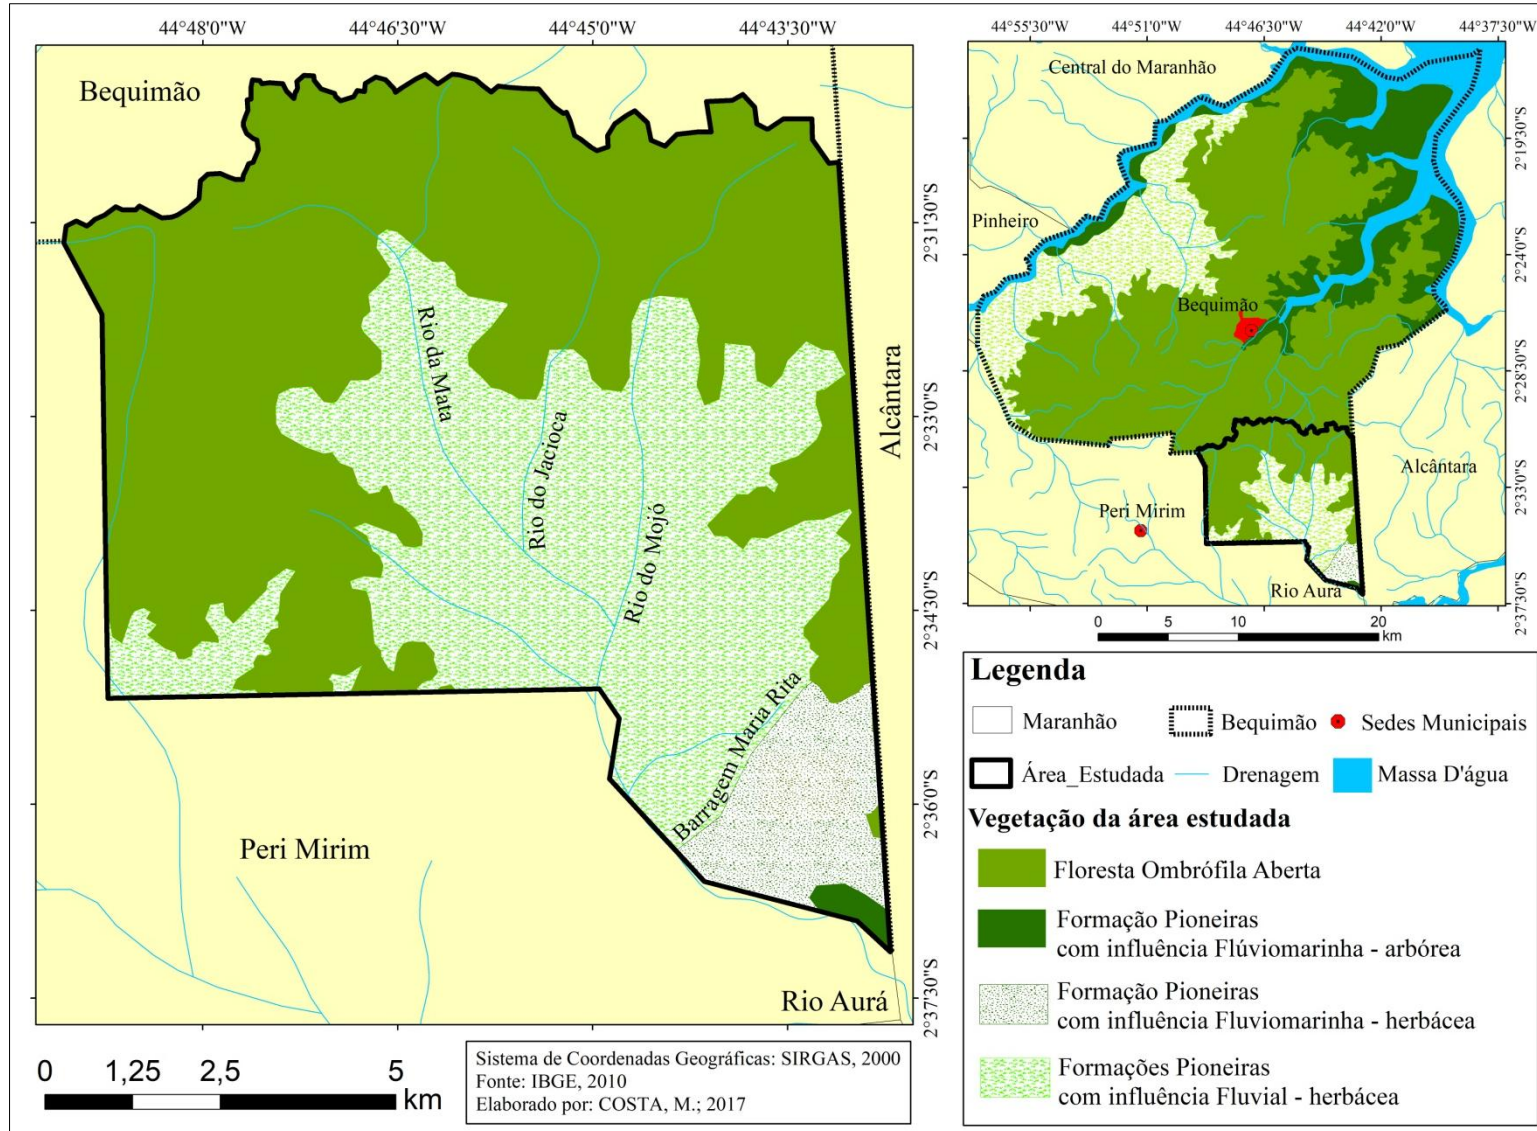 44°48'0"W
44°46'30"W
44°45'0"W
44°43'30"W
Bequimão
2°31'30"S
2°33'0"S
2°34'30"S
2°36'0"S
2°37'30"S
Rio da Mata
Rio do Jacioca
Rio do Mojó
Barragem Maria Rita
Alcântara
Peri Mirim
Rio Aurá
0
1,25
2,5
5
km
Sistema de Coordenadas Geográficas: SIRGAS, 2000
Fonte: IBGE, 2010
Elaborado por: COSTA, M.; 2017
44°55'30"W
44°51'0"W
44°46'30"W
44°42'0"W
44°37'30"W
Central do Maranhão
Pinheiro
Bequimão
Alcântara
Peri Mirim
Rio Aurá
2°19'30"S
2°24'0"S
2°28'30"S
2°33'0"S
2°37'30"S
0
5
10
20
km
Legenda
Maranhão
Bequimão
Sedes Municipais
Área_Estudada
Drenagem
Massa D'água
Vegetação da área estudada
Floresta Ombrófila Aberta
Formação Pioneiras
com influência Flúviomarinha - arbórea
Formação Pioneiras
com influência Fluviomarinha - herbácea
Formações Pioneiras
com influência Fluvial - herbácea